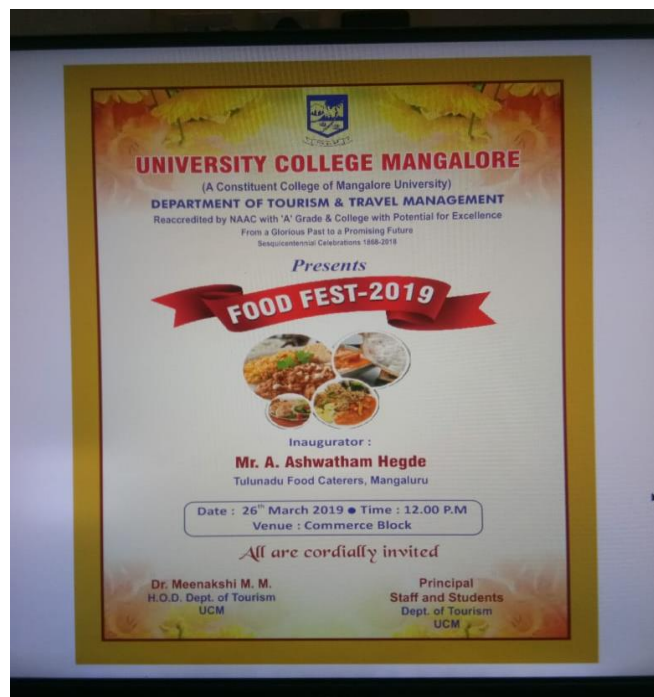 UNIVERSITY COLLEGE MANGALORE
(A Constituent College of Mangalore University)
DEPARTMENT OF TOURISM & TRAVEL MANAGEMENT
Reaccredited by NAAC with 'A' Grade & College with Potential for Excellence
From a Glorious Past to a Promising Future
Sesquicentennial Celebrations 1868-2018
Presents
FOOD FEST-2019
Inaugurator :
Mr. A. Ashwatham Hegde
Tulunadu Food Caterers, Mangaluru
Date : 26th March 2019 ● Time : 12.00 P.M
Venue : Commerce Block
All are cordially invited
Dr. Meenakshi M. M.
H.O.D. Dept. of Tourism
UCM
Principal
Staff and Students
Dept. of Tourism
UCM